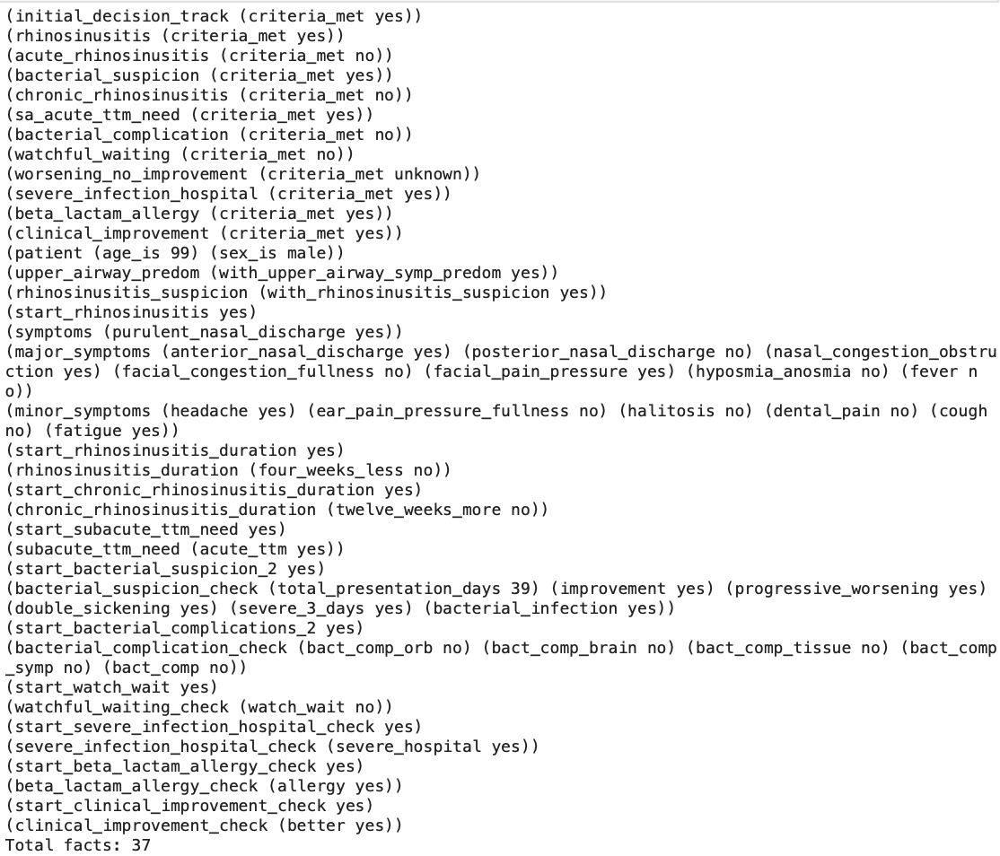 (initial_decision_track (criteria_met yes))
(rhinosinusitis (criteria_met yes))
(acute_rhinosinusitis (criteria_met no))
(bacterial_suspicion (criteria_met yes))
(chronic_rhinosinusitis (criteria_met no))
(sa_acute_ttm_need (criteria_met yes))
(bacterial_complication (criteria_met no))
(watchful_waiting (criteria_met no))
(worsening_no_improvement (criteria_met unknown))
(severe_infection_hospital (criteria_met yes))
(beta_lactam_allergy (criteria_met yes))
(clinical_improvement (criteria_met yes))
(patient (age_is 99) (sex_is male))
(upper_airway_predom (with_upper_airway_symp_predom yes))
(rhinosinusitis_suspicion (with_rhinosinusitis_suspicion yes))
(start_rhinosinusitis yes)
(symptoms (purulent_nasal_discharge yes))
(major_symptoms (anterior_nasal_discharge yes) (posterior_nasal_discharge no) (nasal_congestion_obstru
ction yes) (facial_congestion_fullness no) (facial_pain_pressure yes) (hyposmia_anosmia no) (fever n
o))
(minor_symptoms (headache yes) (ear_pain_pressure_fullness no) (halitosis no) (dental_pain no) (cough
no) (fatigue yes))
(start_rhinosinusitis_duration yes)
(rhinosinusitis_duration (four_weeks_less no))
(start_chronic_rhinosinusitis_duration yes)
(chronic_rhinosinusitis_duration (twelve_weeks_more no))
(start_subacute_ttm_need yes)
(subacute_ttm_need (acute_ttm yes))
(start_bacterial_suspicion_2 yes)
(bacterial_suspicion_check (total_presentation_days 39) (improvement yes) (progressive_worsening yes)
(double_sickening yes) (severe_3_days yes) (bacterial_infection yes))
(start_bacterial_complications_2 yes)
(bacterial_complication_check (bact_comp_orb no) (bact_comp_brain no) (bact_comp_tissue no) (bact_comp
_symp no) (bact_comp no))
(start_watch_wait yes)
(watchful_waiting_check (watch_wait no))
(start_severe_infection_hospital_check yes)
(severe_infection_hospital_check (severe_hospital yes))
(start_beta_lactam_allergy_check yes)
(beta_lactam_allergy_check (allergy yes))
(start_clinical_improvement_check yes)
(clinical_improvement_check (better yes))
Total facts: 37